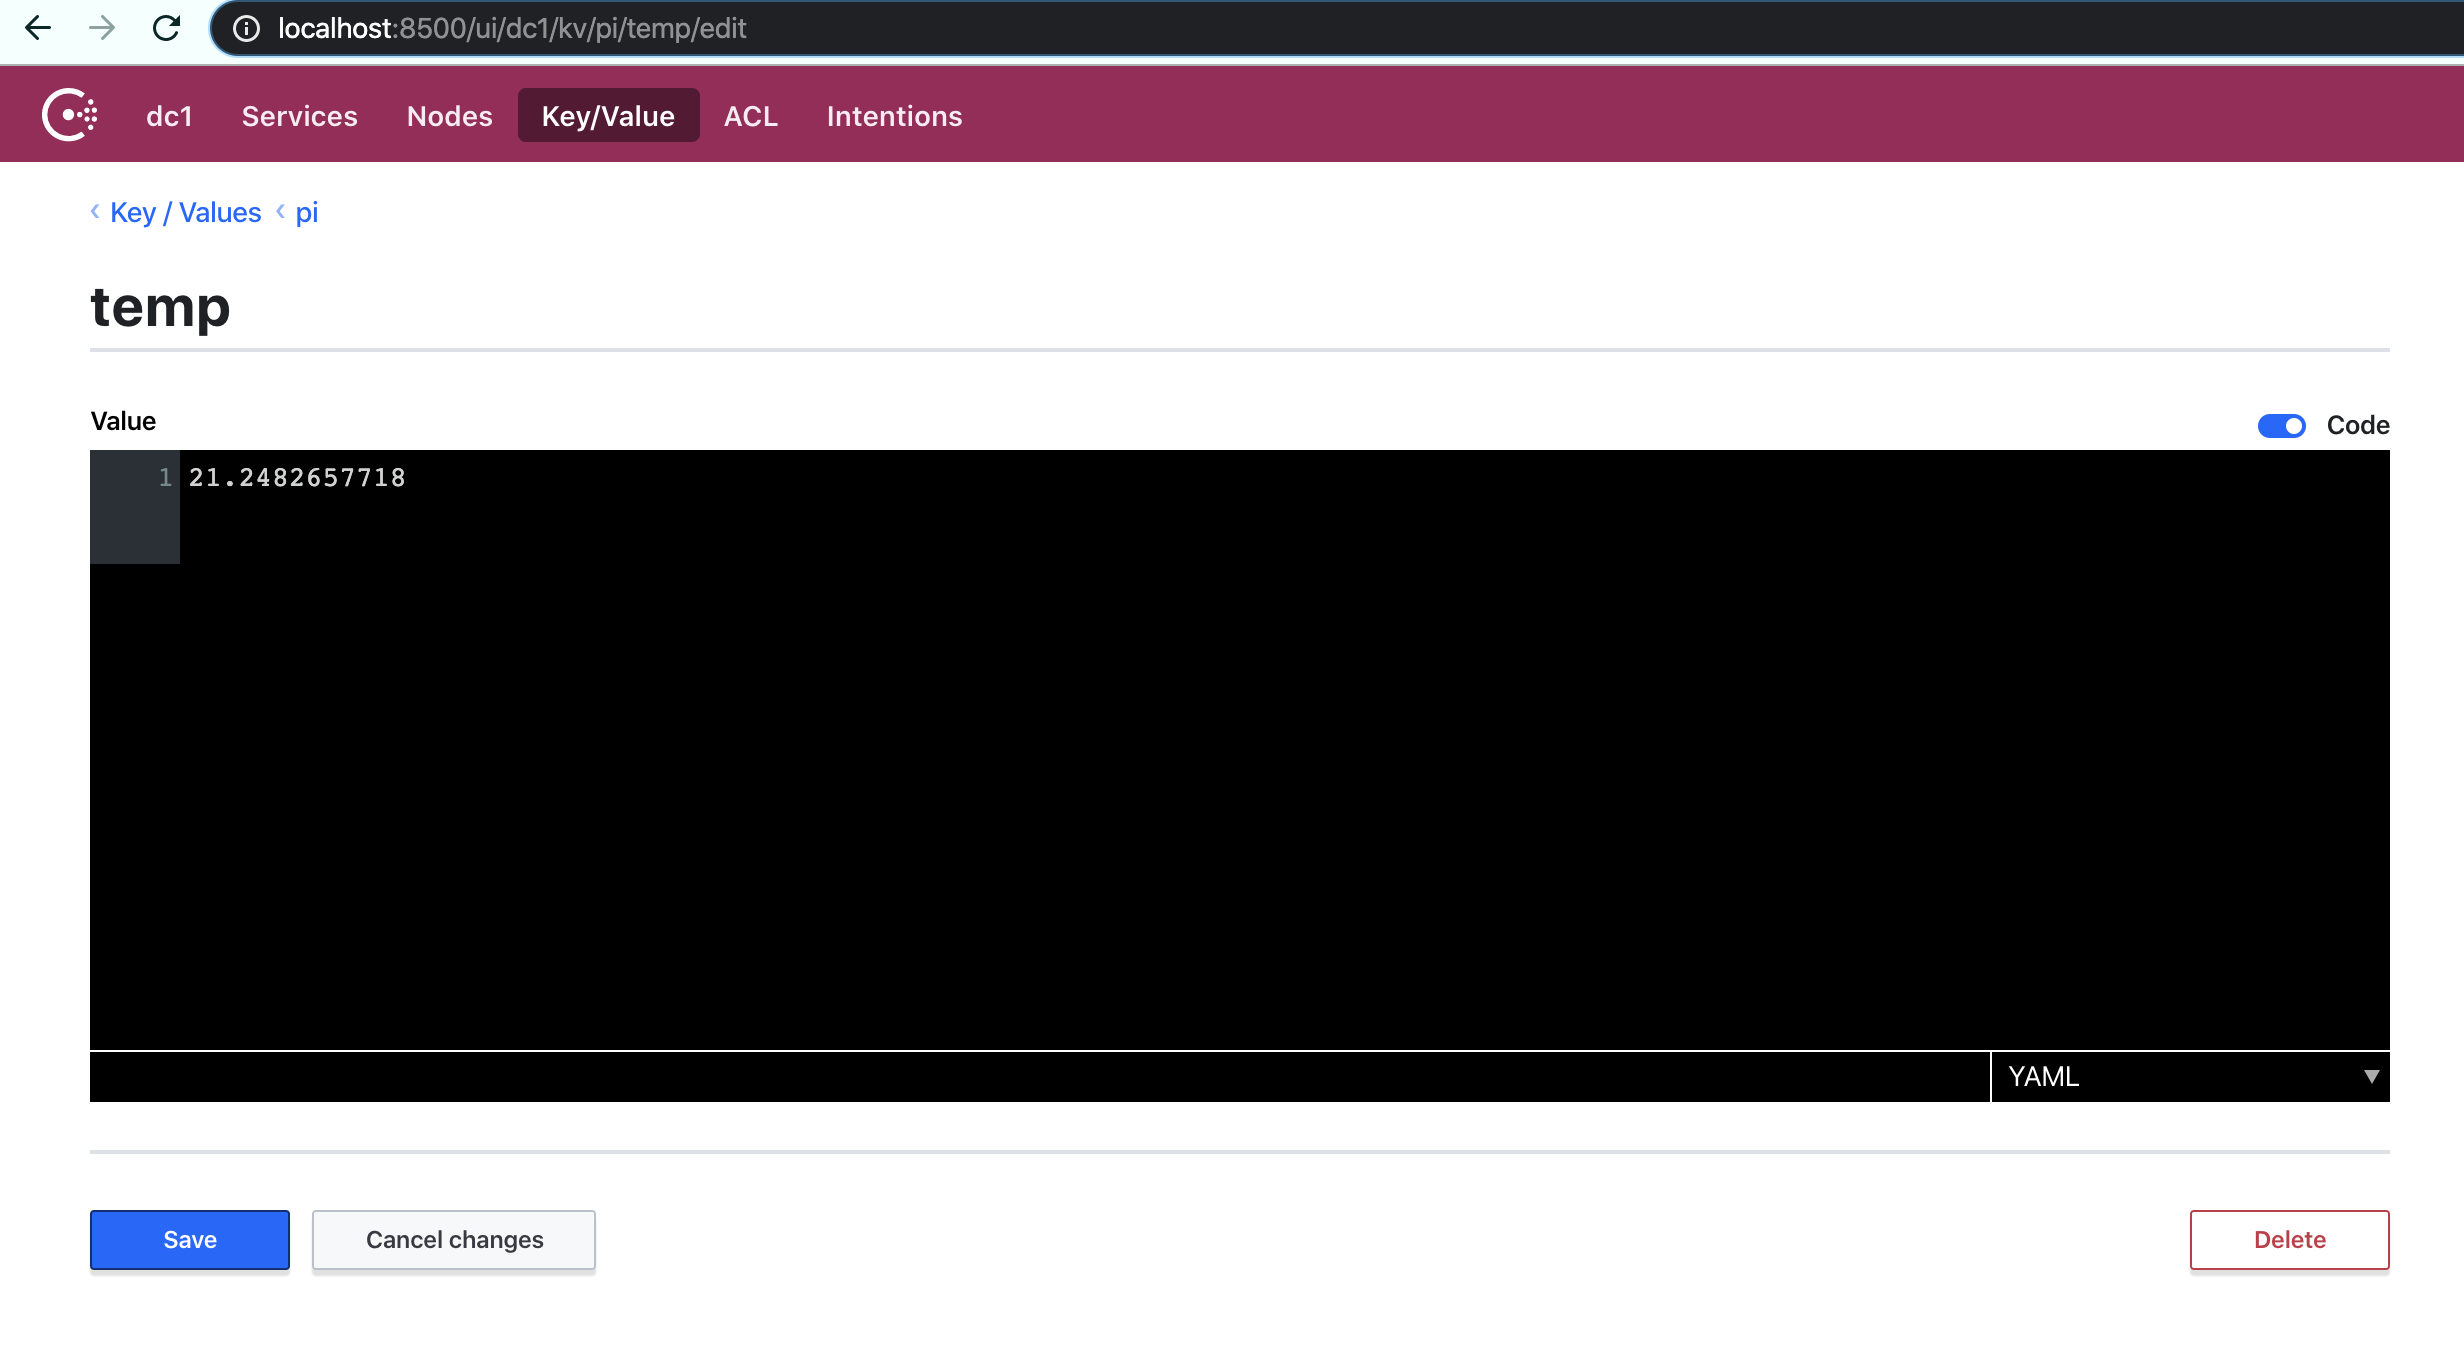 localhost:8500/ui/dc1/kv/pi/temp/edit
dc1 Services Nodes Key/Value ACL Intentions
‹ Key / Values ‹ pi
temp
Value Code
1 21.2482657718
YAML ▼
Save Cancel changes Delete